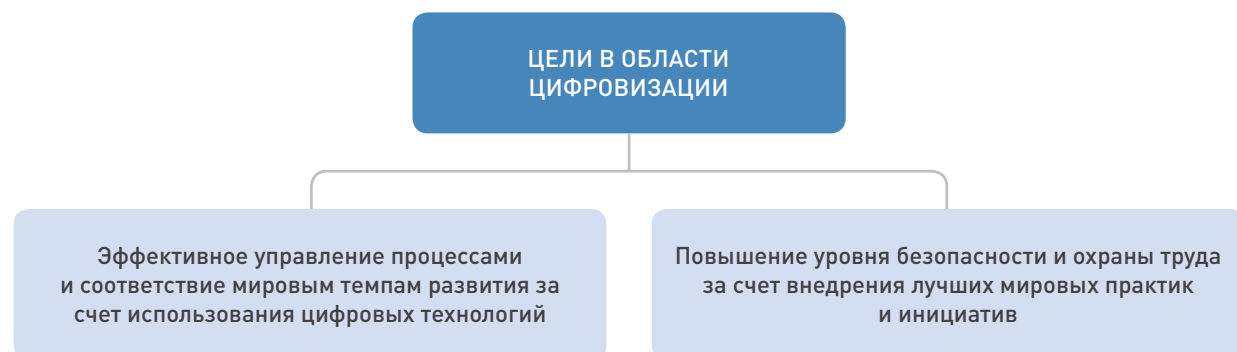 ЦЕЛИ В ОБЛАСТИ
ЦИФРОВИЗАЦИИ
Эффективное управление процессами
и соответствие мировым темпам развития за
счет использования цифровых технологий
Повышение уровня безопасности и охраны труда
за счет внедрения лучших мировых практик
и инициатив